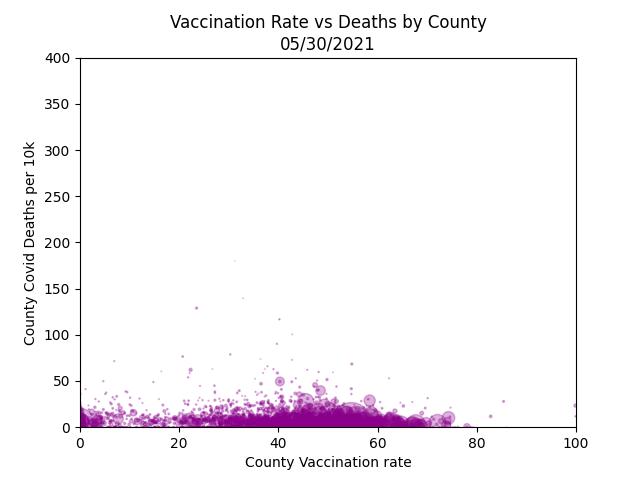 Vaccination Rate vs Deaths by County
05/30/2021
400
350
300
250
200
150
100
50
0
County Covid Deaths per 10k
0 20 40 60 80 100
County Vaccination rate